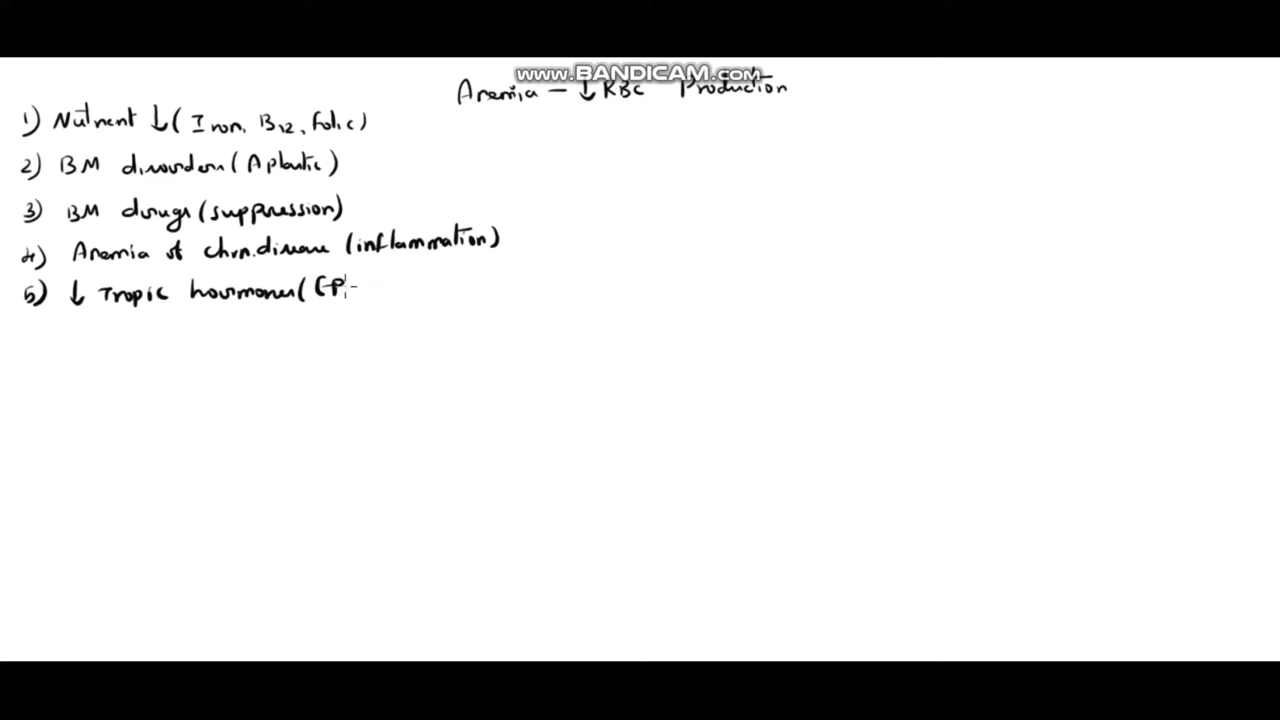 www.BANDICAM.com
Anemia – ↓ RBC Production
1) Nutrient ↓ ( Iron, B12, Folic )
2) BM disorders ( Aplastic )
3) BM drugs ( suppression )
4) Anemia of chrn. disease ( inflammation )
5) ↓ Tropic hormones ( EP